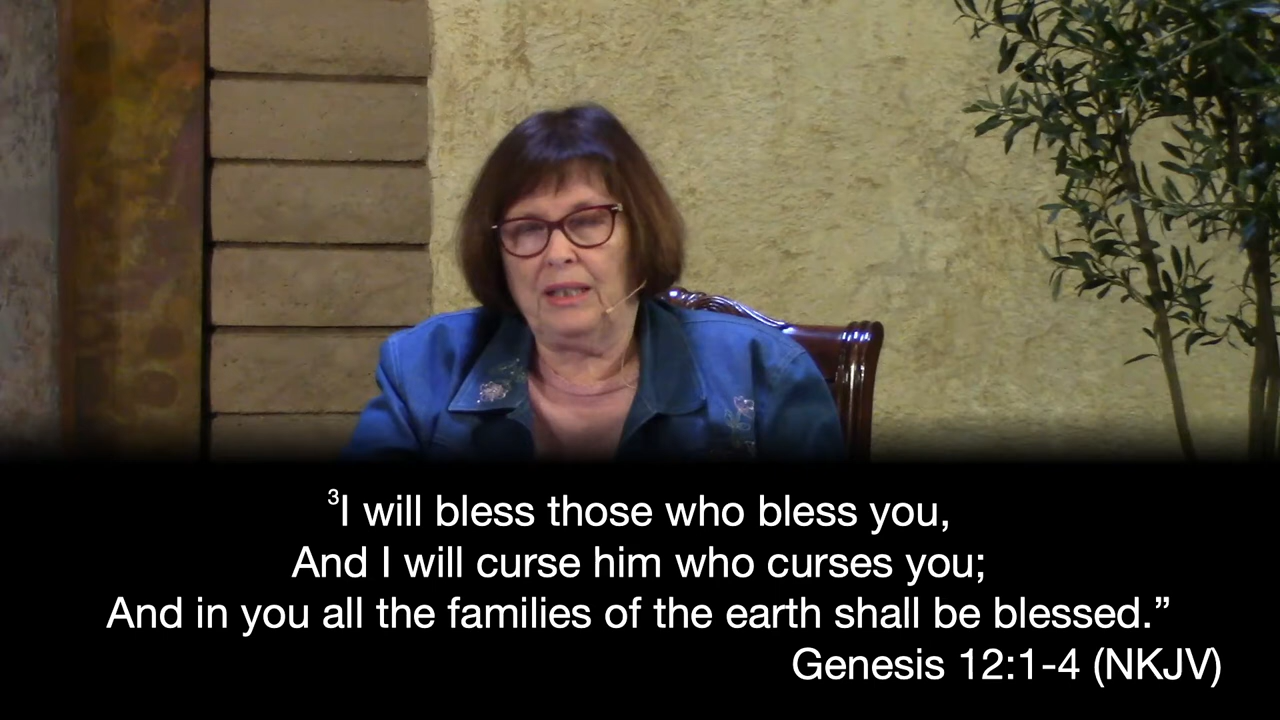 ³I will bless those who bless you,
And I will curse him who curses you;
And in you all the families of the earth shall be blessed.”
Genesis 12:1-4 (NKJV)